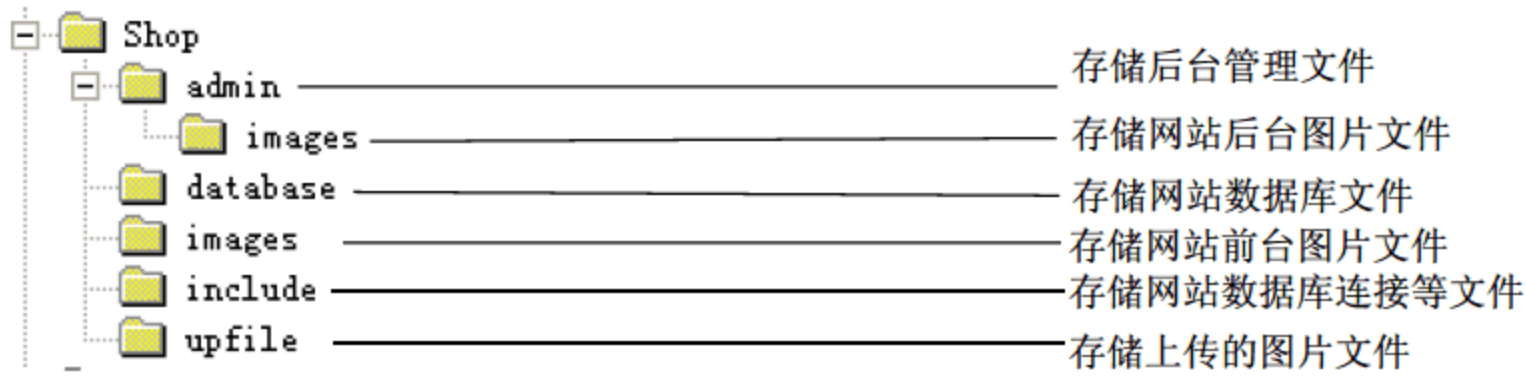 Shop
admin 存储后台管理文件
images 存储网站后台图片文件
database 存储网站数据库文件
images 存储网站前台图片文件
include 存储网站数据库连接等文件
upfile 存储上传的图片文件